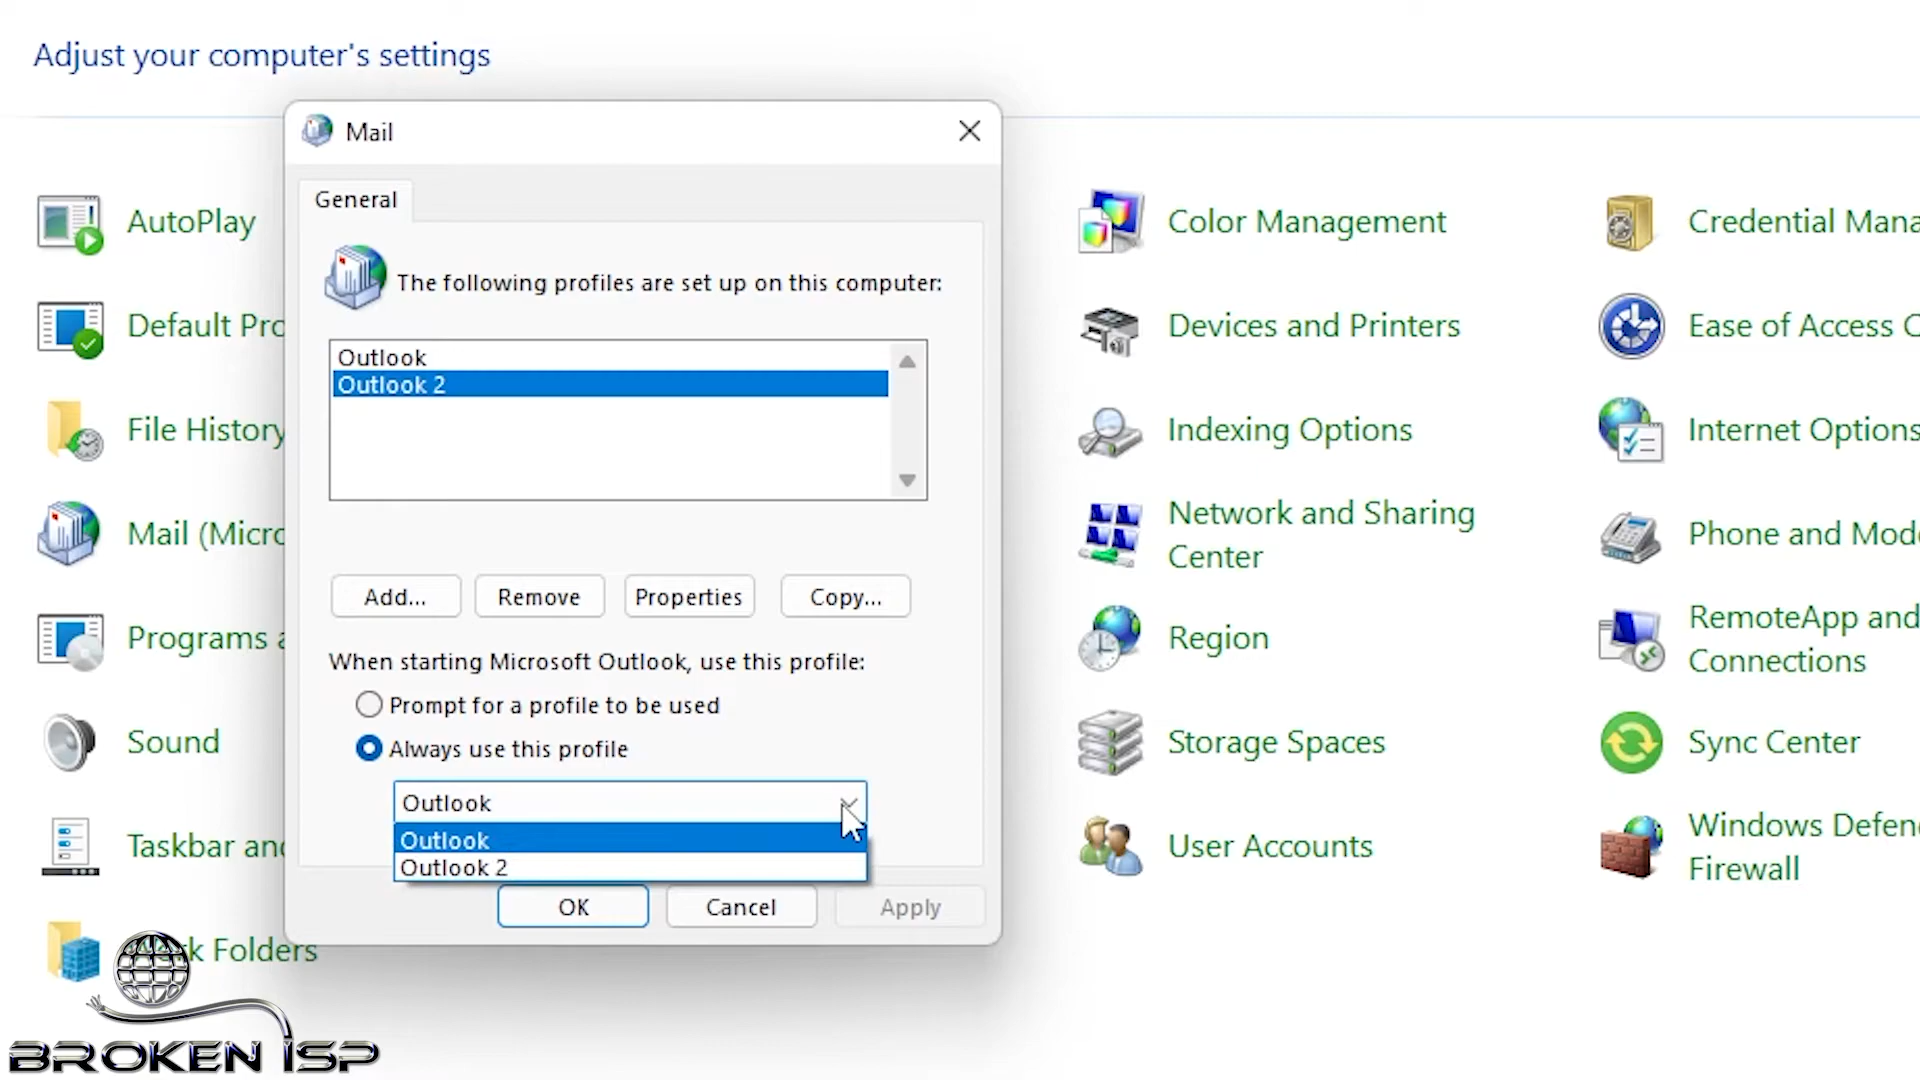 Adjust your computer's settings
Mail
General
The following profiles are set up on this computer:
Outlook
Outlook 2
Add...
Remove
Properties
Copy...
When starting Microsoft Outlook, use this profile:
Prompt for a profile to be used
Always use this profile
Outlook
Outlook
Outlook 2
OK
Cancel
Apply
AutoPlay
Default Pro
File History
Mail (Micro
Programs a
Sound
Taskbar and
rk Folders
Color Management
Devices and Printers
Indexing Options
Network and Sharing
Center
Region
Storage Spaces
User Accounts
Credential Mana
Ease of Access C
Internet Options
Phone and Mode
RemoteApp and
Connections
Sync Center
Windows Defen
Firewall
BROKEN ISP